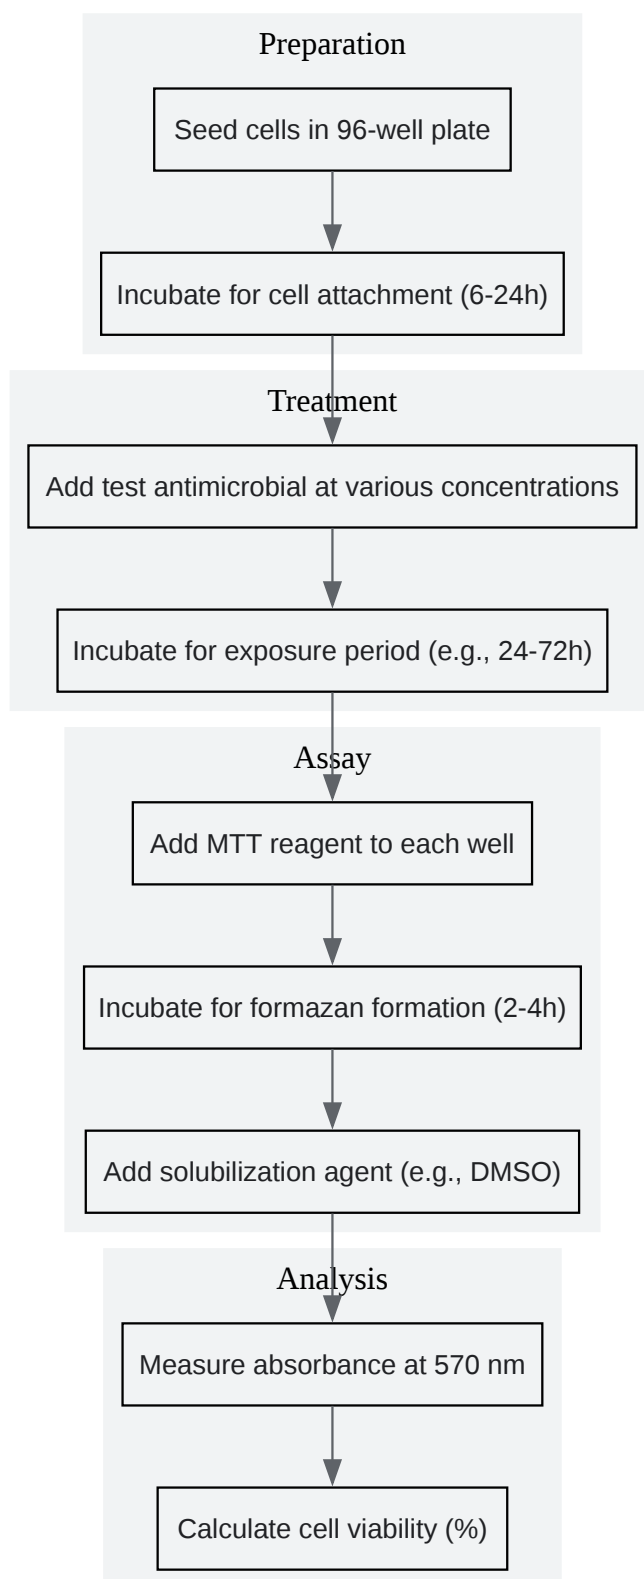 Preparation
Seed cells in 96-well plate
Incubate for cell attachment (6-24h)
Treatment
Add test antimicrobial at various concentrations
Incubate for exposure period (e.g., 24-72h)
Assay
Add MTT reagent to each well
Incubate for formazan formation (2-4h)
Add solubilization agent (e.g., DMSO)
Analysis
Measure absorbance at 570 nm
Calculate cell viability (%)